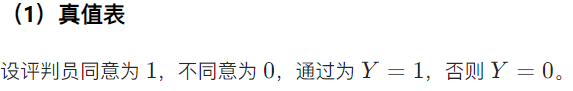 （1）真值表
设评判员同意为 1，不同意为 0，通过为 Y = 1，否则 Y = 0。